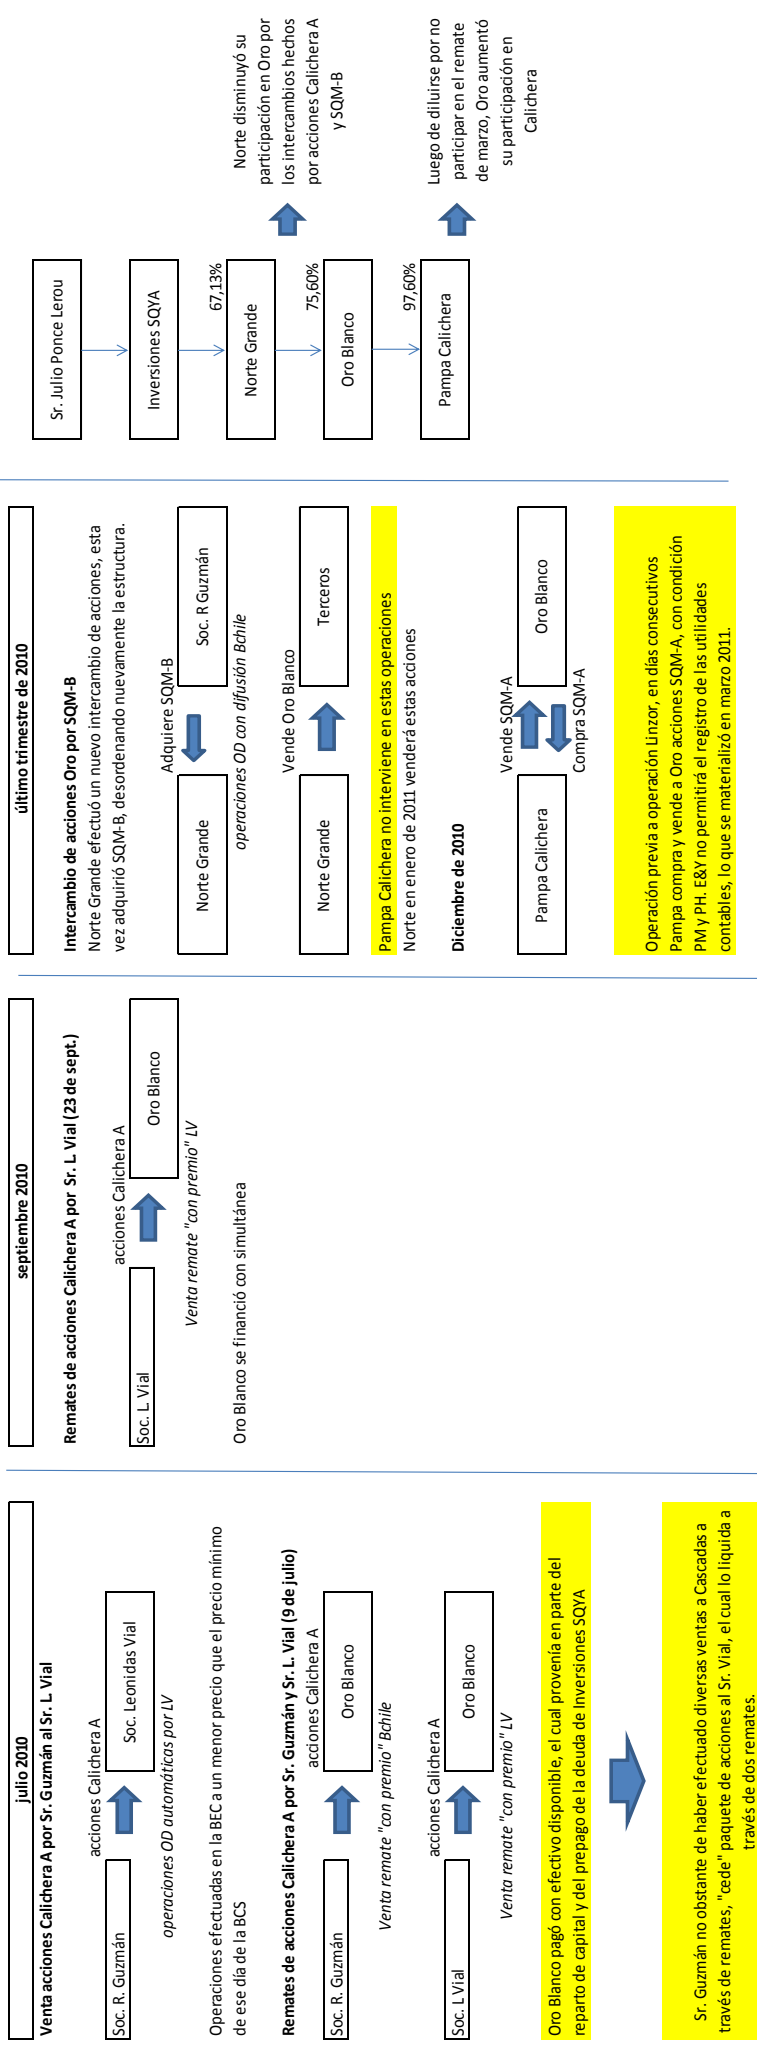 julio 2010
Venta acciones Calichera A por Sr. Guzmán al Sr. L Vial
acciones Calichera A
Soc. R. Guzmán
Soc. Leonidas Vial
operaciones OD automáticas por LV
Operaciones efectuadas en la BEC a un menor precio que el precio mínimo
de ese día de la BCS
Remates de acciones Calichera A por Sr. Guzmán y Sr. L. Vial (9 de julio)
acciones Calichera A
Soc. R. Guzmán
Oro Blanco
Venta remate "con premio" Bchile
acciones Calichera A
Soc. L Vial
Oro Blanco
Venta remate "con premio" LV
Oro Blanco pagó con efectivo disponible, el cual provenía en parte del
reparto de capital y del prepago de la deuda de Inversiones SQYA
Sr. Guzmán no obstante de haber efectuado diversas ventas a Cascadas a
través de remates, "cede" paquete de acciones al Sr. Vial, el cual lo liquida a
través de dos remates.
septiembre 2010
Remates de acciones Calichera A por Sr. L Vial (23 de sept.)
acciones Calichera A
Soc. L Vial
Oro Blanco
Venta remate "con premio" LV
Oro Blanco se financió con simultánea
último trimestre de 2010
Intercambio de acciones Oro por SQM-B
Norte Grande efectuó un nuevo intercambio de acciones, esta
vez adquirió SQM-B, desordenando nuevamente la estructura.
Adquiere SQM-B
Norte Grande
Soc. R Guzmán
operaciones OD con difusión Bchile
Vende Oro Blanco
Norte Grande
Terceros
Pampa Calichera no interviene en estas operaciones
Norte en enero de 2011 venderá estas acciones
Diciembre de 2010
Vende SQM-A
Pampa Calichera
Oro Blanco
Compra SQM-A
Operación previa a operación Linzor, en días consecutivos
Pampa compra y vende a Oro acciones SQM-A, con condición
PM y PH. E&Y no permitirá el registro de las utilidades
contables, lo que se materializó en marzo 2011.
Sr. Julio Ponce Lerou
Inversiones SQYA
67,13%
Norte Grande
Norte disminuyó su
participación en Oro por
los intercambios hechos
por acciones Calichera A
y SQM-B
75,60%
Oro Blanco
97,60%
Pampa Calichera
Luego de diluirse por no
participar en el remate
de marzo, Oro aumentó
su participación en
Calichera